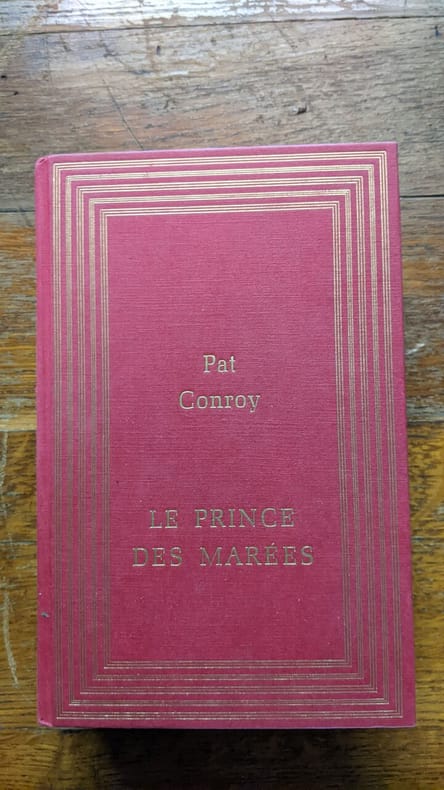 Pat
Conroy
LE PRINCE
DES MARÉES